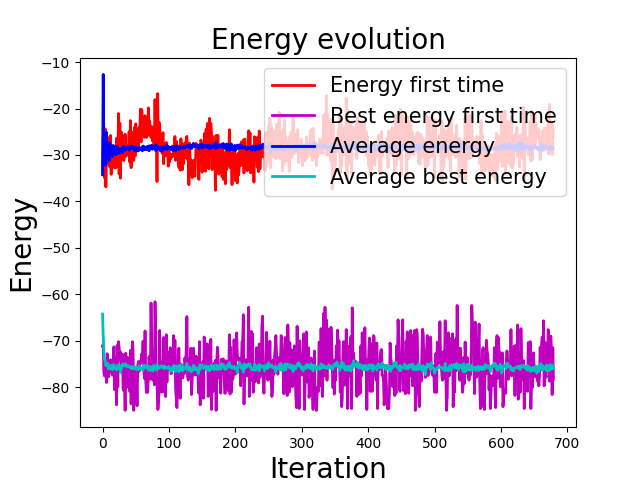 Energy evolution
Energy first time
Best energy first time
Average energy
Average best energy
Energy
−10
−20
−30
−40
−50
−60
−70
−80
0 100 200 300 400 500 600 700
Iteration